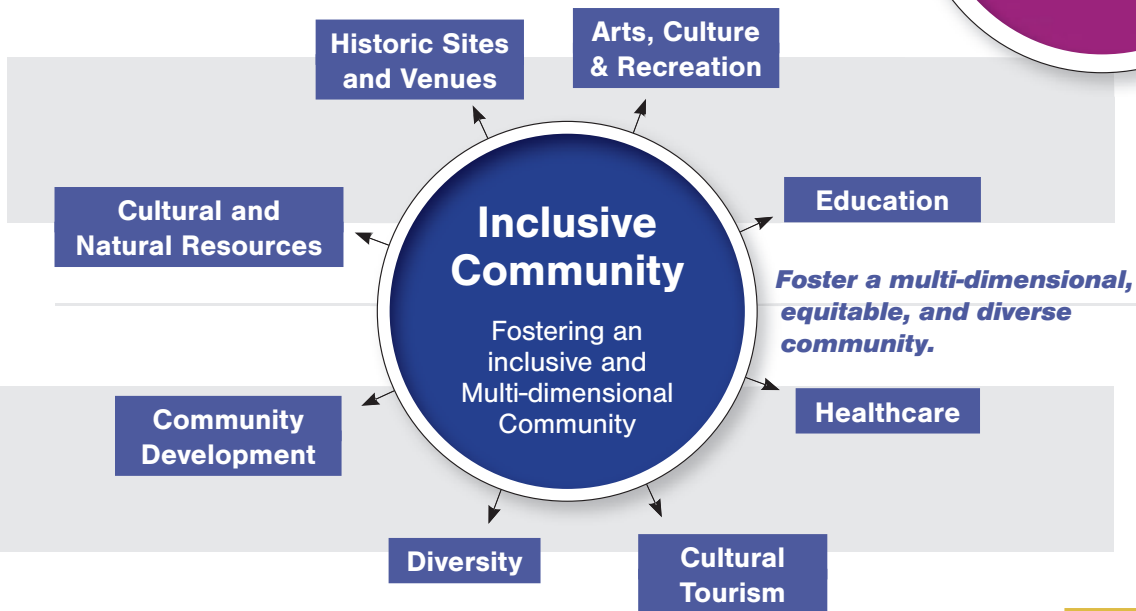 Historic Sites
and Venues
Arts, Culture
& Recreation
Cultural and
Natural Resources
Education
Inclusive
Community
Fostering an
inclusive and
Multi-dimensional
Community
Foster a multi-dimensional,
equitable, and diverse
community.
Community
Development
Healthcare
Diversity
Cultural
Tourism